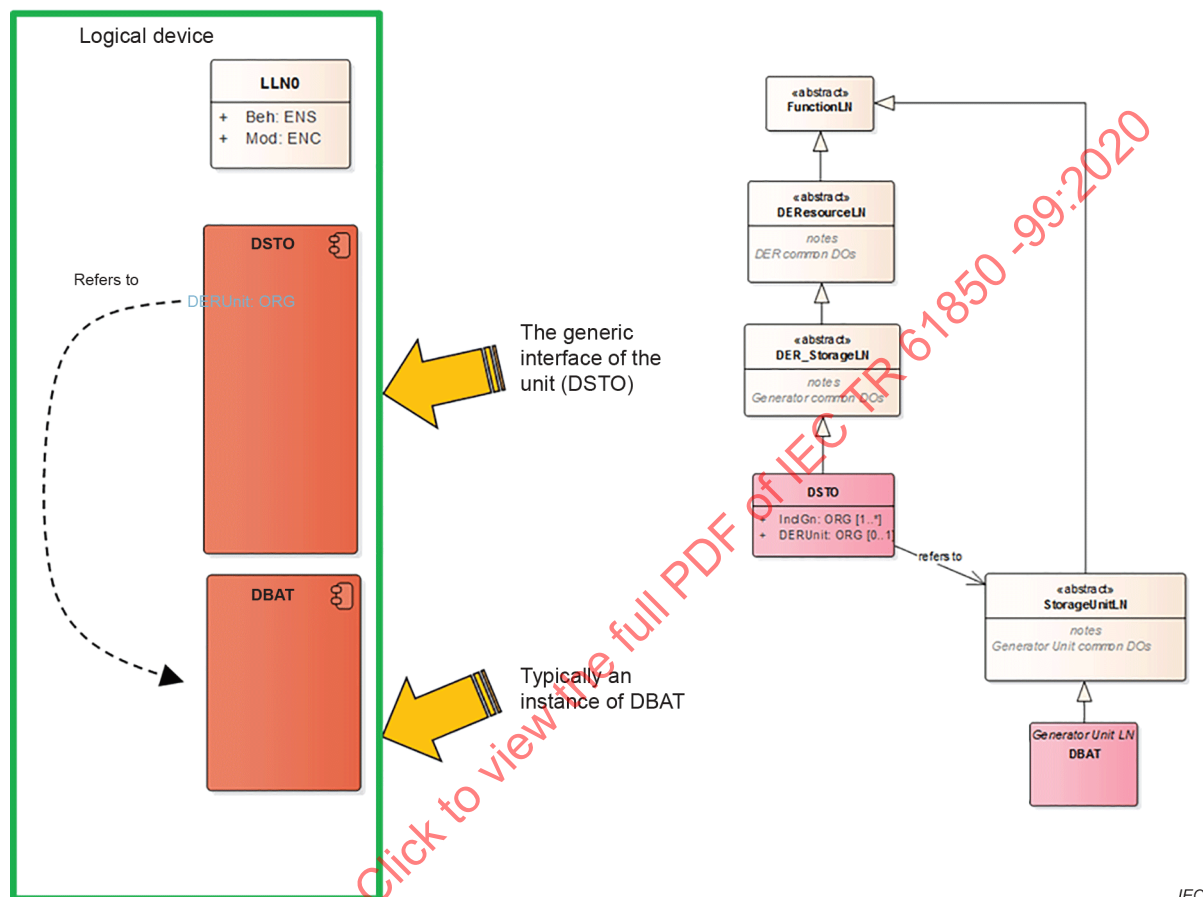 Logical device
LLN0
+ Beh: ENS
+ Mod: ENC
DSTO
Refers to
DERUnit: ORG
The generic
interface of the
unit (DSTO)
DBAT
Typically an
instance of DBAT
«abstract»
FunctionLN
«abstract»
DEResourceLN
notes
DER common DOs
«abstract»
DER_StorageLN
notes
Generator common DOs
DSTO
+ InclGn: ORG [1..*]
+ DERUnit: ORG [0..1]
refers to
«abstract»
StorageUnitLN
notes
Generator Unit common DOs
Generator Unit LN
DBAT
Click to view the full PDF of IEC TR 61850 -99:2020
IEC